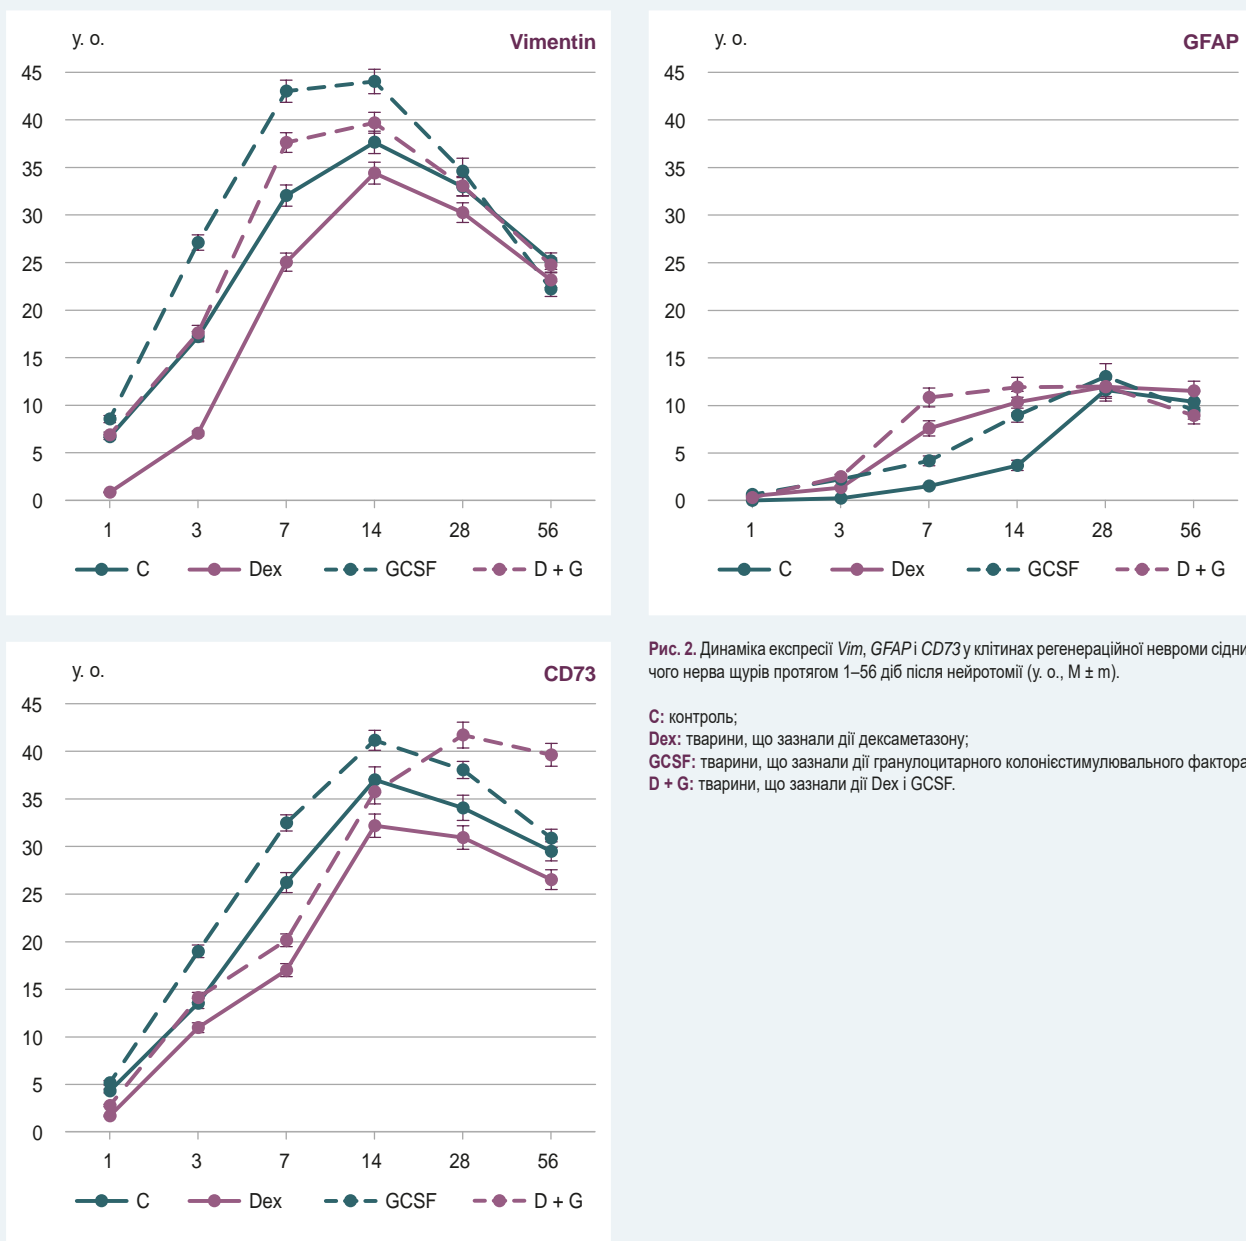 у. о.
Vimentin
45
40
35
30
25
20
15
10
5
0
1 3 7 14 28 56
C Dex GCSF D + G
у. о.
GFAP
45
40
35
30
25
20
15
10
5
0
1 3 7 14 28 56
C Dex GCSF D + G
у. о.
CD73
45
40
35
30
25
20
15
10
5
0
1 3 7 14 28 56
C Dex GCSF D + G
Рис. 2. Динаміка експресії Vim, GFAP і CD73 у клітинах регенераційної невроми сідни
чого нерва щурів протягом 1–56 діб після нейротомії (у. о., M ± m).
C: контроль;
Dex: тварини, що зазнали дії дексаметазону;
GCSF: тварини, що зазнали дії гранулоцитарного колонієстимулювального фактора
D + G: тварини, що зазнали дії Dex і GCSF.